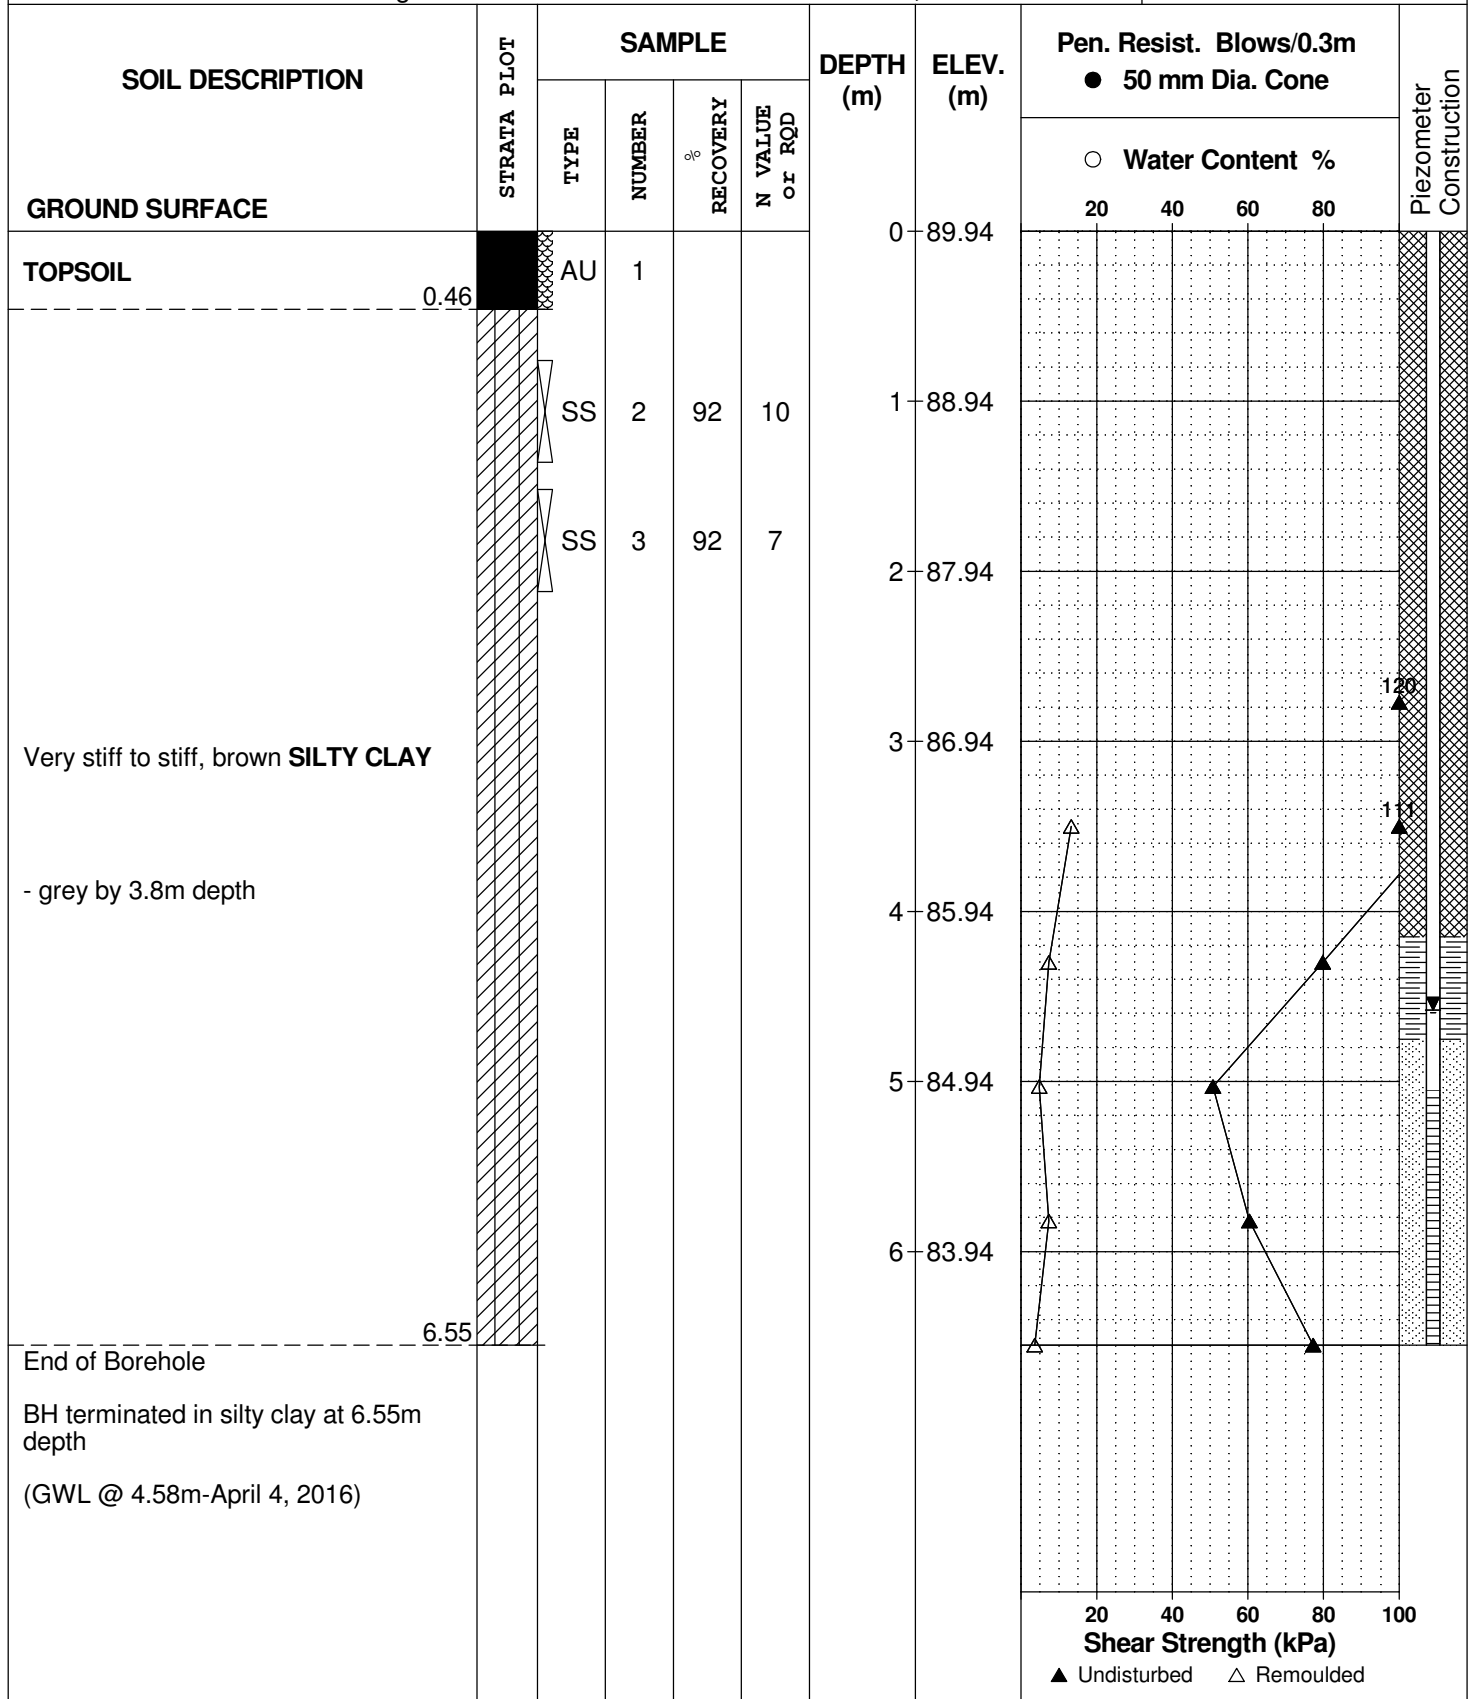 SOIL DESCRIPTION
GROUND SURFACE
STRATA PLOT
SAMPLE
TYPE
NUMBER
%
RECOVERY
N VALUE
or RQD
DEPTH
(m)
ELEV.
(m)
Pen. Resist. Blows/0.3m
● 50 mm Dia. Cone
○ Water Content %
20 40 60 80
Piezometer
Construction
0 89.94
TOPSOIL
AU 1
0.46
SS 2 92 10
1 88.94
SS 3 92 7
2 87.94
120
Very stiff to stiff, brown SILTY CLAY
3 86.94
111
- grey by 3.8m depth
4 85.94
5 84.94
6 83.94
6.55
End of Borehole
BH terminated in silty clay at 6.55m
depth
(GWL @ 4.58m-April 4, 2016)
20 40 60 80 100
Shear Strength (kPa)
▲ Undisturbed △ Remoulded